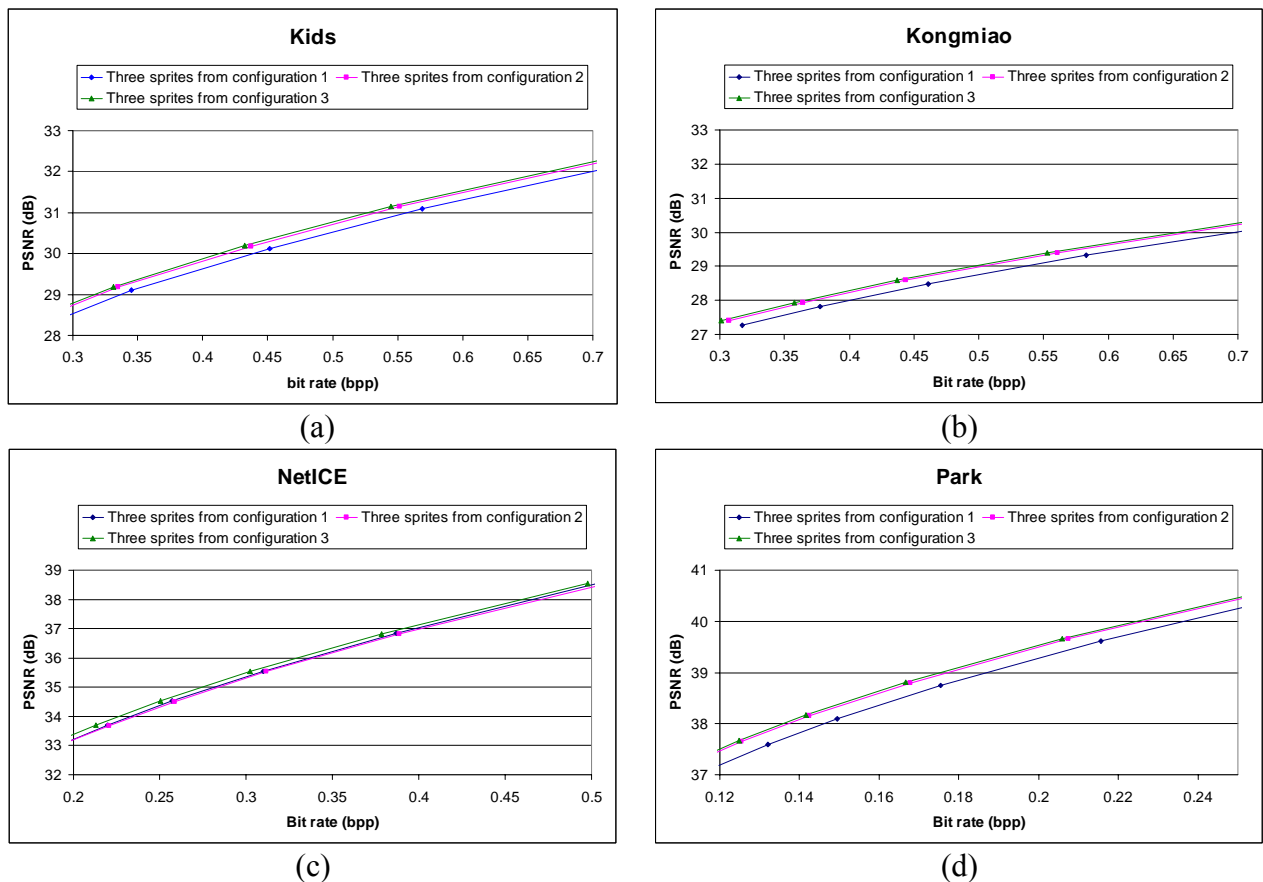 Kids
Three sprites from configuration 1 Three sprites from configuration 2
Three sprites from configuration 3
PSNR (dB)
33
32
31
30
29
28
0.3 0.35 0.4 0.45 0.5 0.55 0.6 0.65 0.7
bit rate (bpp)
(a)
Kongmiao
Three sprites from configuration 1 Three sprites from configuration 2
Three sprites from configuration 3
PSNR (dB)
33
32
31
30
29
28
27
0.3 0.35 0.4 0.45 0.5 0.55 0.6 0.65 0.7
Bit rate (bpp)
(b)
NetICE
Three sprites from configuration 1 Three sprites from configuration 2
Three sprites from configuration 3
PSNR (dB)
39
38
37
36
35
34
33
32
0.2 0.25 0.3 0.35 0.4 0.45 0.5
Bit rate (bpp)
(c)
Park
Three sprites from configuration 1 Three sprites from configuration 2
Three sprites from configuration 3
PSNR (dB)
41
40
39
38
37
0.12 0.14 0.16 0.18 0.2 0.22 0.24
Bit rate (bpp)
(d)